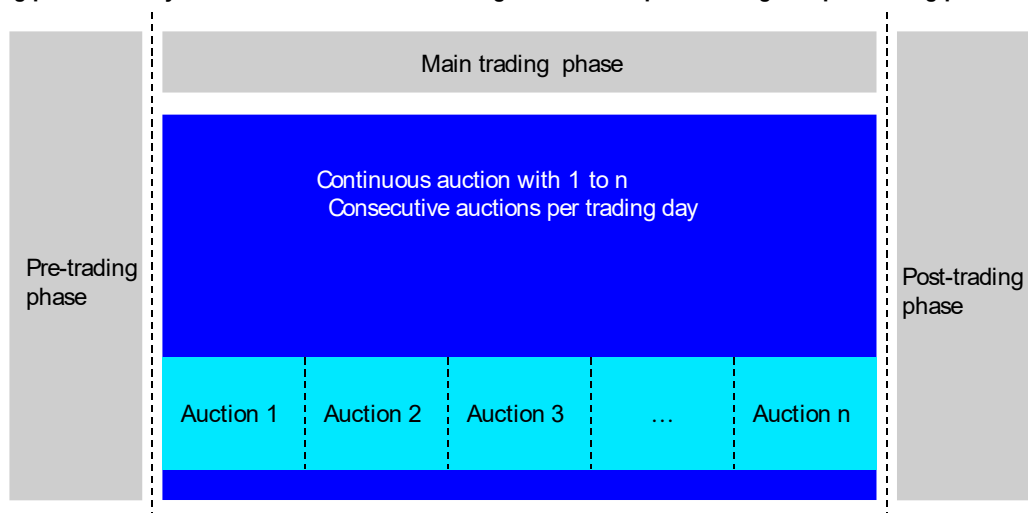 Main trading phase
Continuous auction with 1 to n
Consecutive auctions per trading day
Pre-trading
phase
Post-trading
phase
Auction 1
Auction 2
Auction 3
…
Auction n